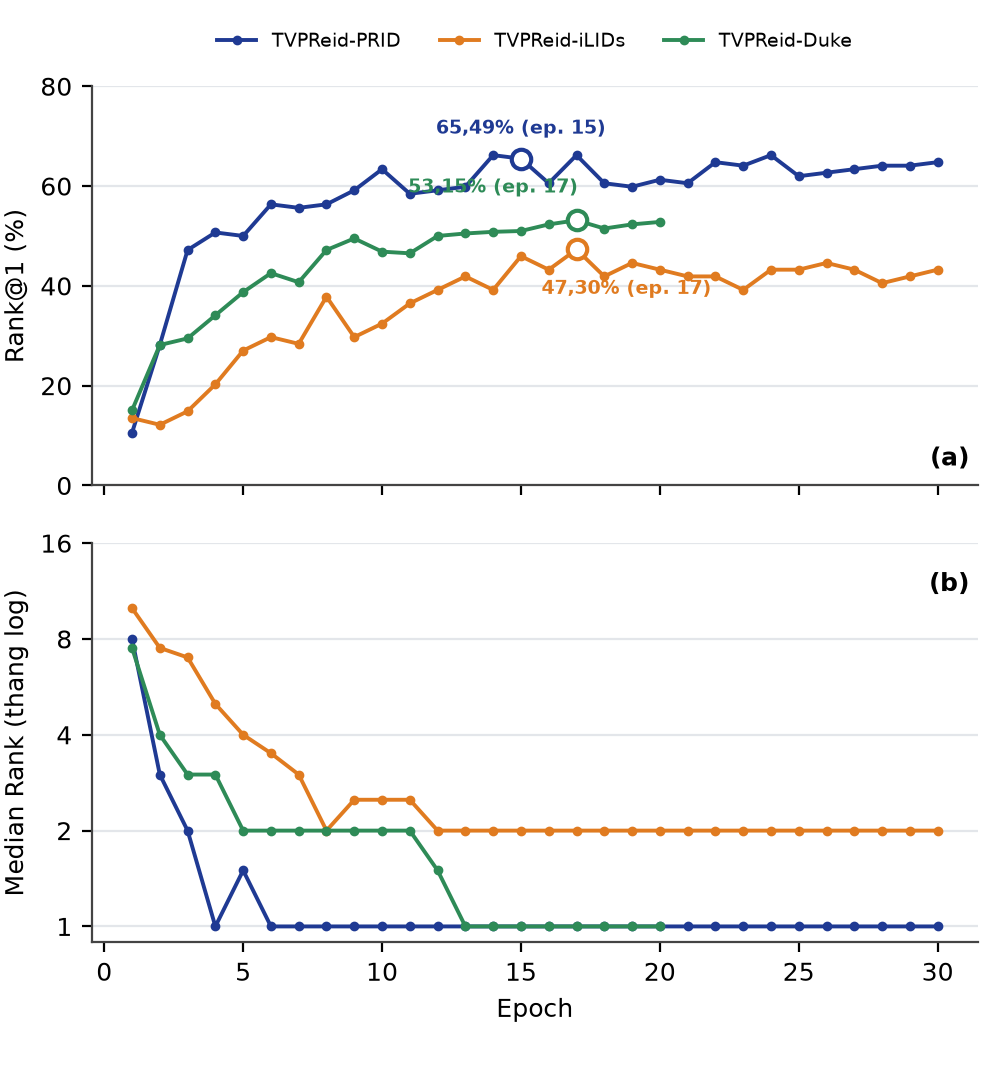 TVPReid-PRID TVPReid-iLIDs TVPReid-Duke
80
65,49% (ep. 15)
60
53,15% (ep. 17)
40
47,30% (ep. 17)
20
0
Rank@1 (%)
(a)
16
8
4
2
1
Median Rank (thang log)
(b)
0 5 10 15 20 25 30
Epoch